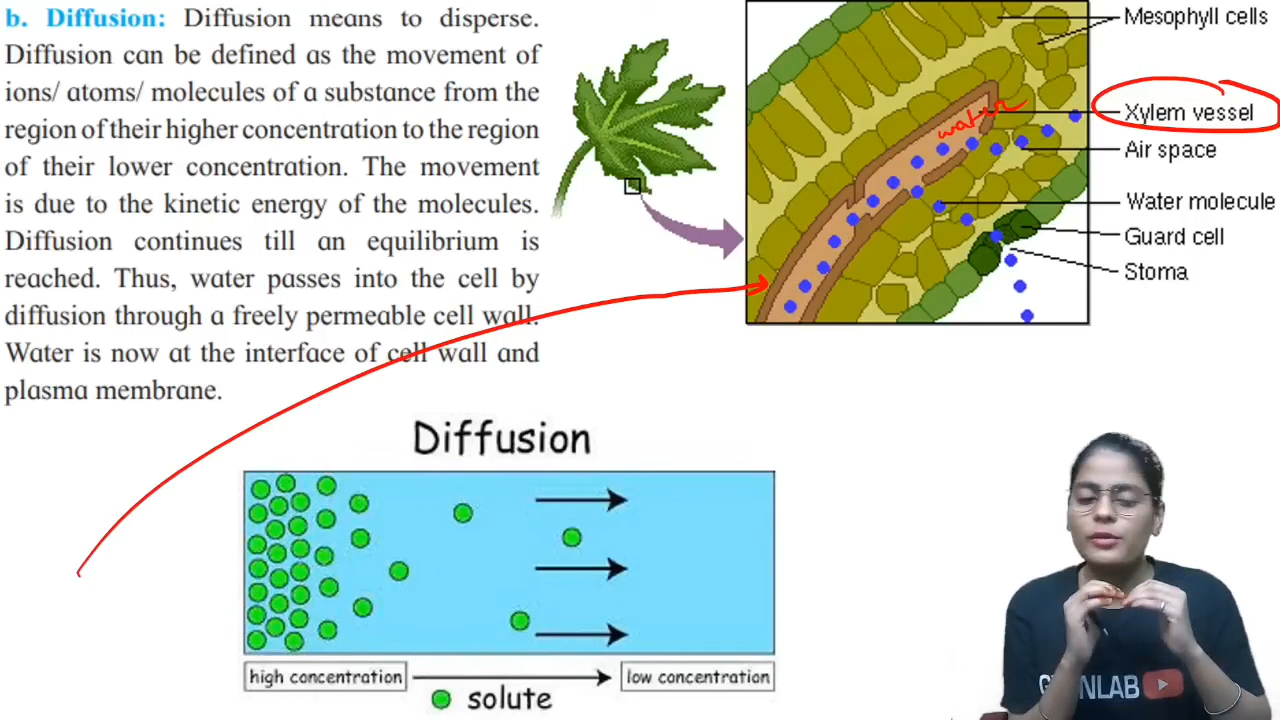 b. Diffusion: Diffusion means to disperse.
Diffusion can be defined as the movement of
ions/ atoms/ molecules of a substance from the
region of their higher concentration to the region
of their lower concentration. The movement
is due to the kinetic energy of the molecules.
Diffusion continues till an equilibrium is
reached. Thus, water passes into the cell by
diffusion through a freely permeable cell wall.
Water is now at the interface of cell wall and
plasma membrane.
Mesophyll cells
Xylem vessel
water
Air space
Water molecule
Guard cell
Stoma
Diffusion
high concentration
low concentration
solute